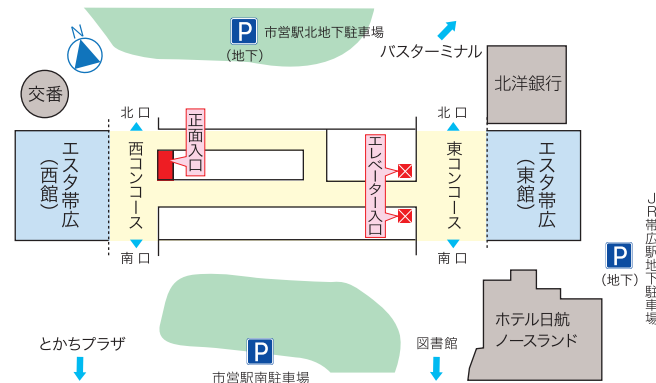 N
P
(地下)
市営駅北地下駐車場
バスターミナル
北洋銀行
交番
北口
北口
正面入口
エスタ帯広
(西館)
西コンコース
エレベーター入口
東コンコース
エスタ帯広
(東館)
南口
南口
P
(地下)
JR帯広駅地下駐車場
ホテル日航
ノースランド
とかちプラザ
P
市営駅南駐車場
図書館